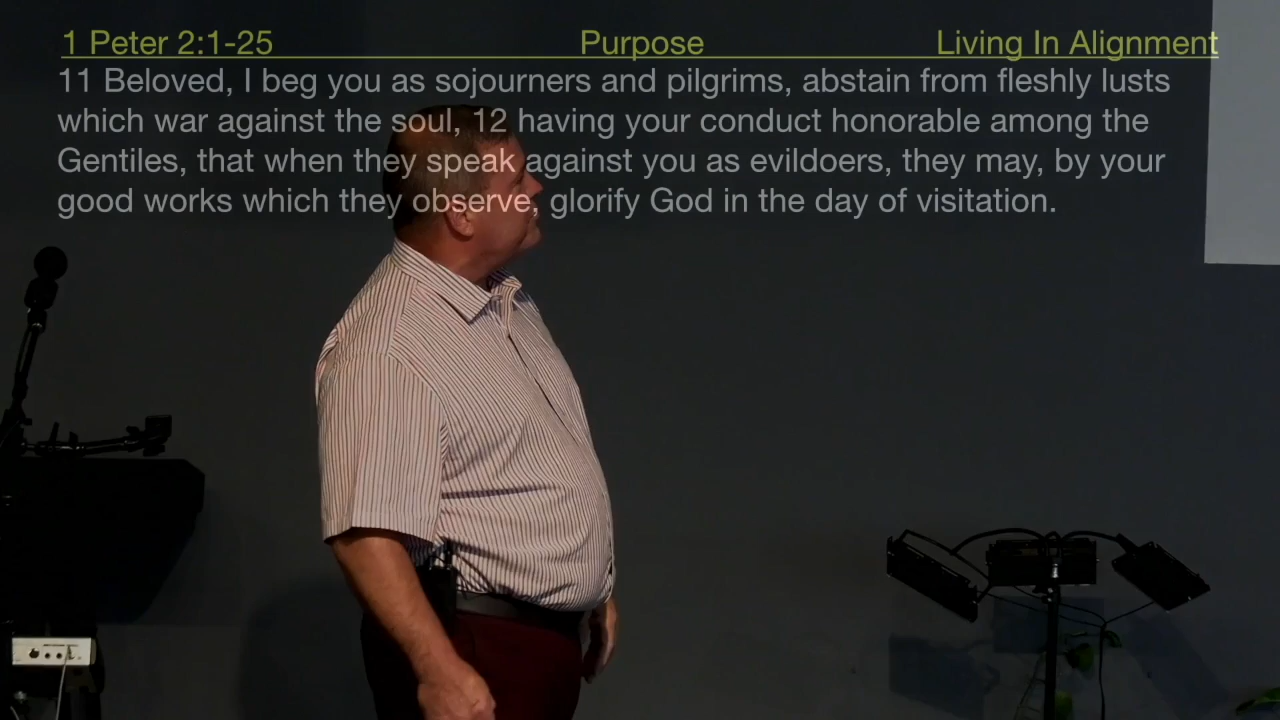 1 Peter 2:1-25 Purpose Living In Alignment
11 Beloved, I beg you as sojourners and pilgrims, abstain from fleshly lusts
which war against the soul, 12 having your conduct honorable among the
Gentiles, that when they speak against you as evildoers, they may, by your
good works which they observe, glorify God in the day of visitation.